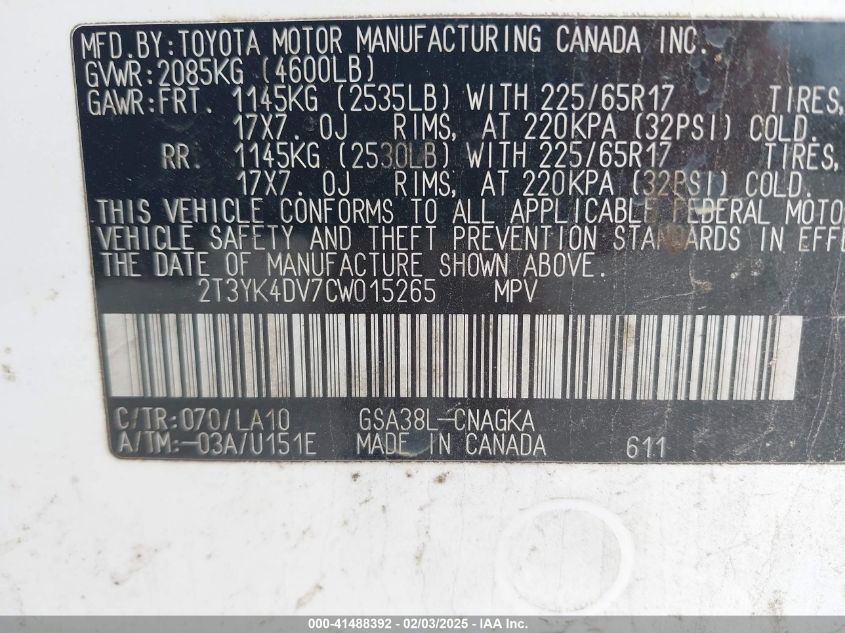 MFD.BY:TOYOTA MOTOR MANUFACTURING CANADA INC.
GVWR:2085KG (4600LB)
GAWR:FRT. 1145KG (2535LB) WITH 225/65R17 TIRES,
17X7.0J RIMS, AT 220KPA (32PSI) COLD.
RR. 1145KG (2530LB) WITH 225/65R17 TIRES,
17X7.0J RIMS, AT 220KPA (32PSI) COLD.
THIS VEHICLE CONFORMS TO ALL APPLICABLE FEDERAL MOTO
VEHICLE SAFETY AND THEFT PREVENTION STANDARDS IN EFFE
THE DATE OF MANUFACTURE SHOWN ABOVE.
2T3YK4DV7CW015265 MPV
C/TR:070/LA10 GSA38L-CNAGKA
A/TM:-03A/U151E MADE IN CANADA 611
000-41488392 - 02/03/2025 - IAA Inc.